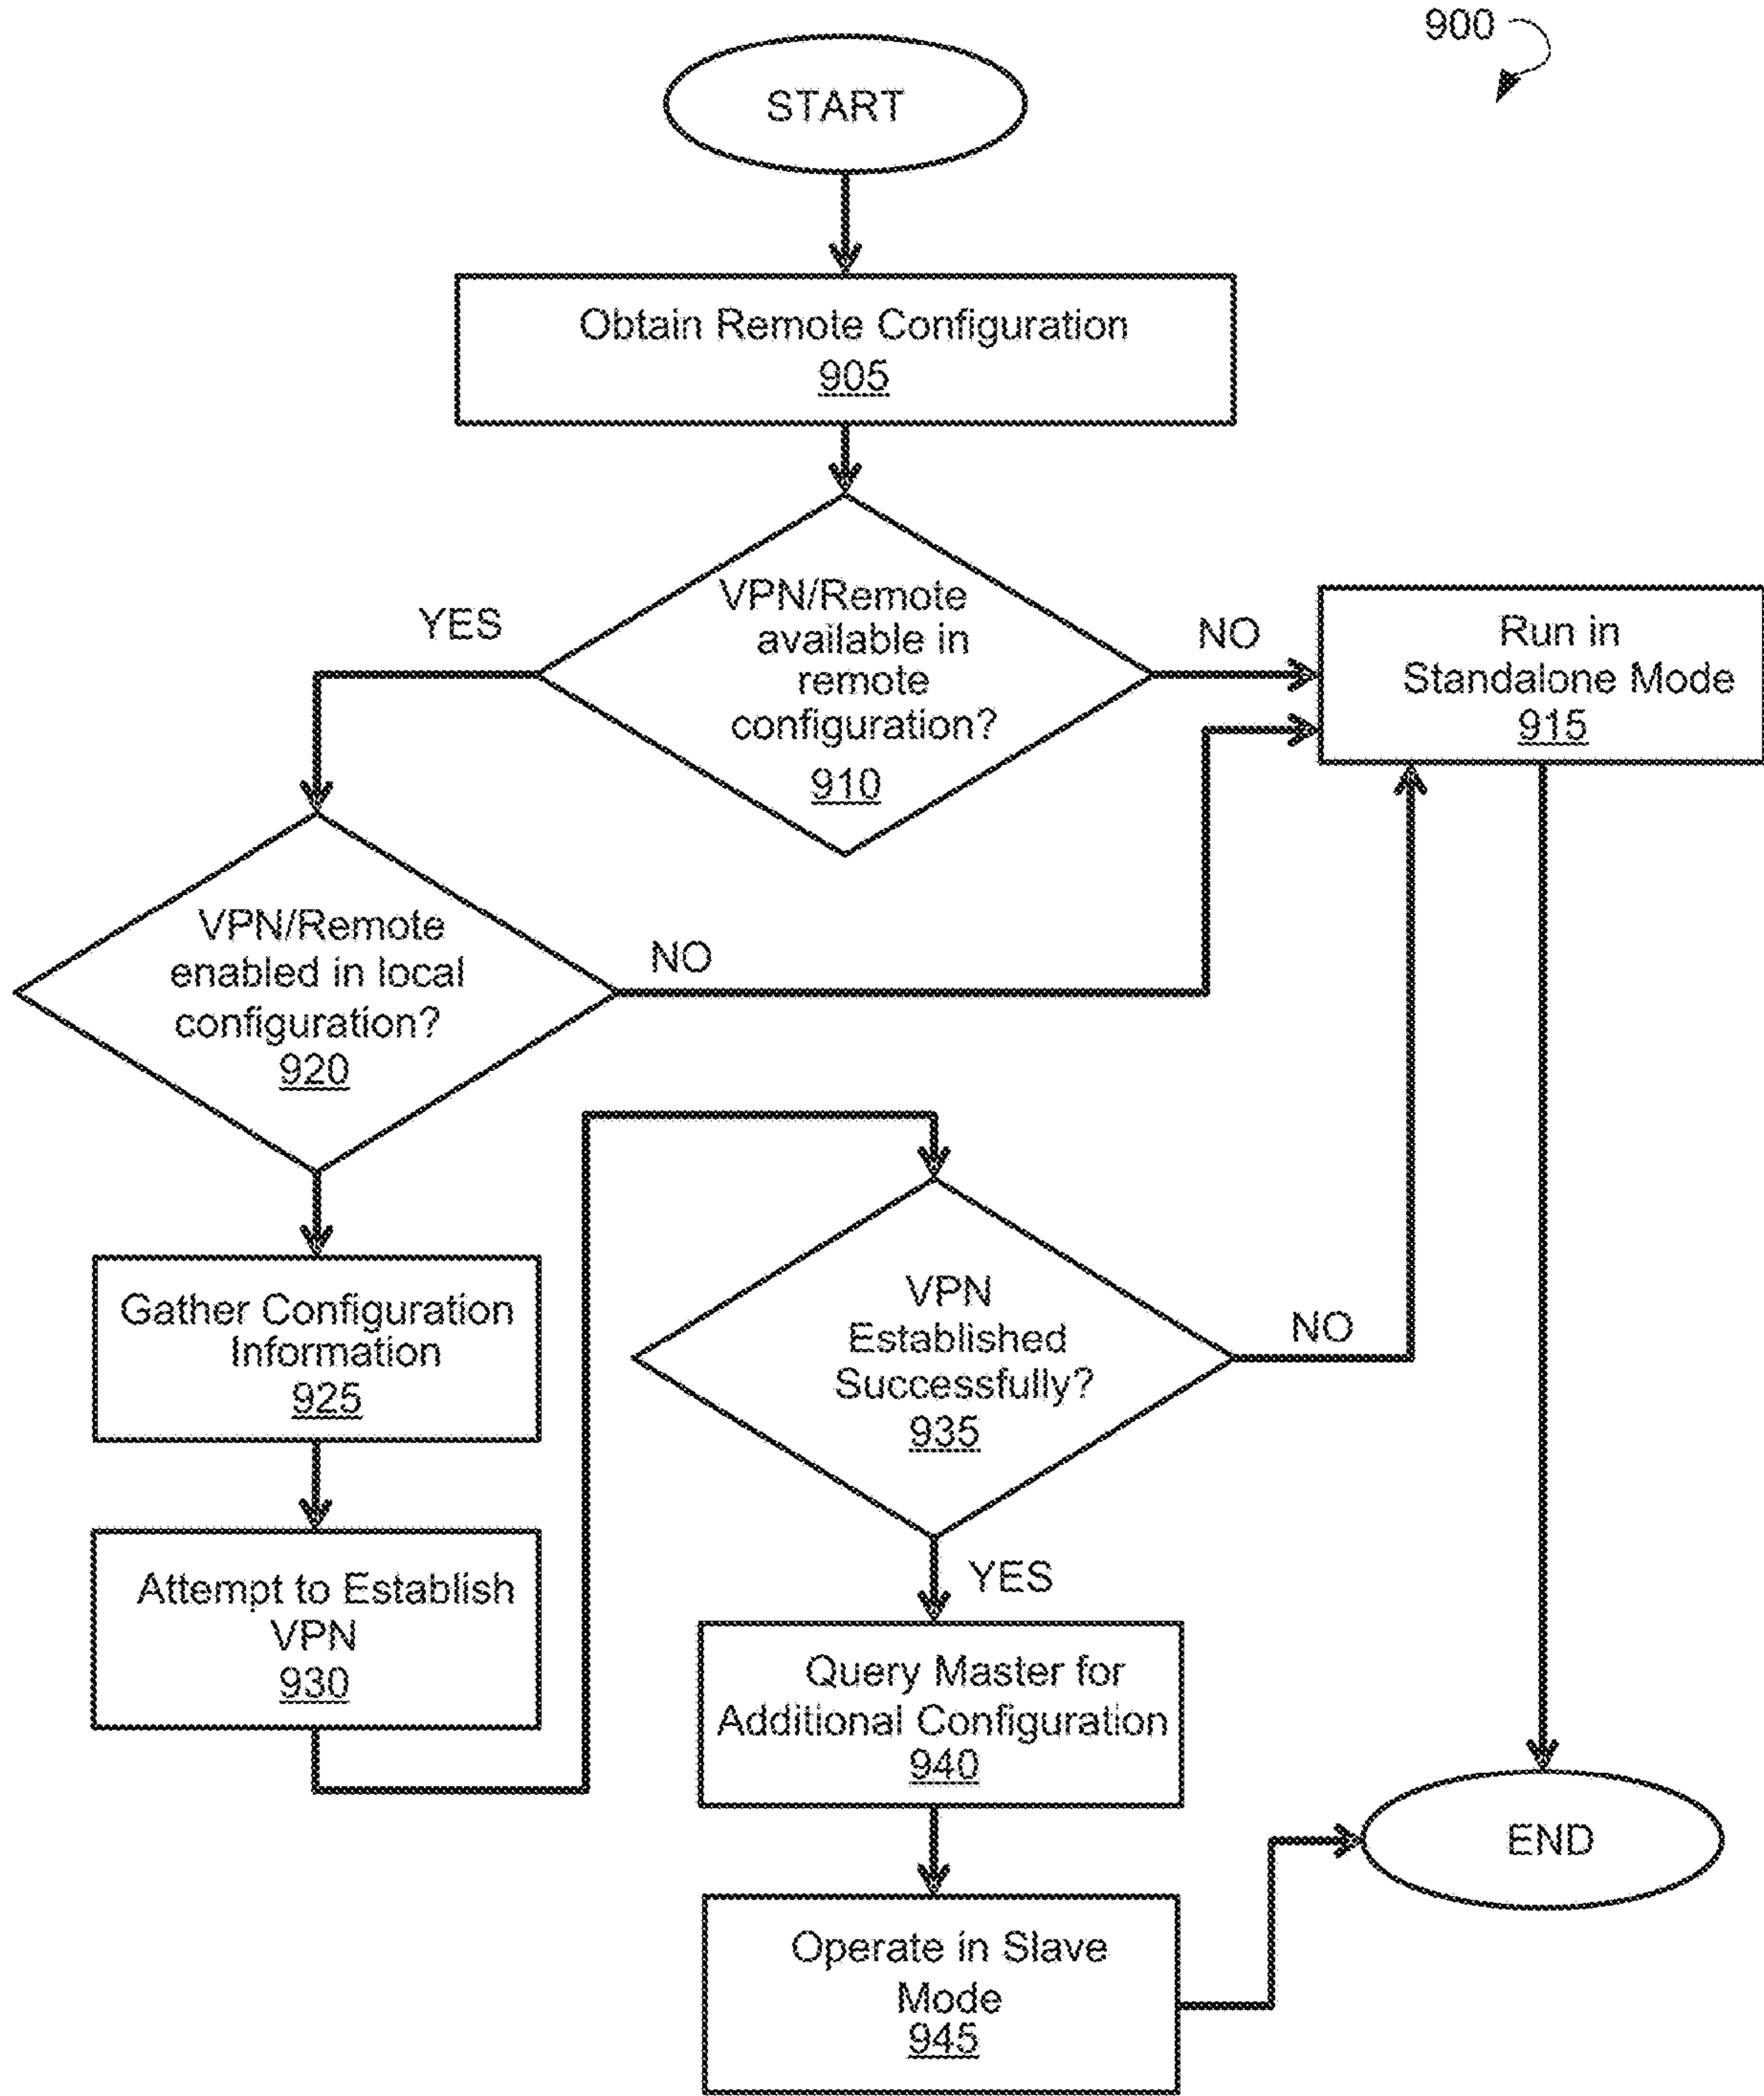 900
START
Obtain Remote Configuration
905
VPN/Remote
available in
remote
configuration?
910
YES
NO
Run in
Standalone Mode
915
VPN/Remote
enabled in local
configuration?
920
NO
Gather Configuration
Information
925
Attempt to Establish
VPN
930
VPN
Established
Successfully?
935
NO
YES
Query Master for
Additional Configuration
940
Operate in Slave
Mode
945
END